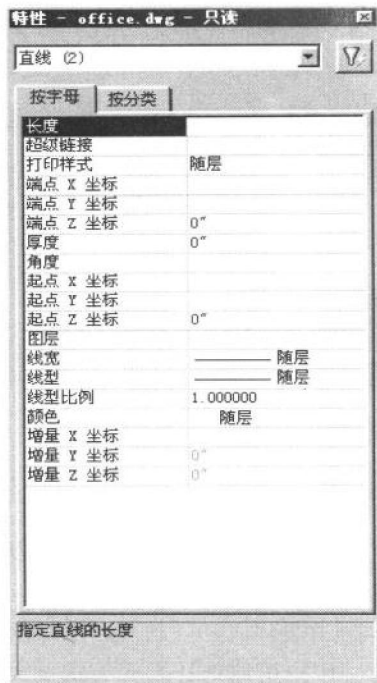 特性 - office.dwg - 只读
直线 (2)
按字母 按分类
长度
超级链接
打印样式 随层
端点 X 坐标
端点 Y 坐标
端点 Z 坐标 0"
厚度 0"
角度
起点 X 坐标
起点 Y 坐标
起点 Z 坐标 0"
图层
线宽 随层
线型 随层
线型比例 1.000000
颜色 随层
增量 X 坐标
增量 Y 坐标 0"
增量 Z 坐标 0"
指定直线的长度